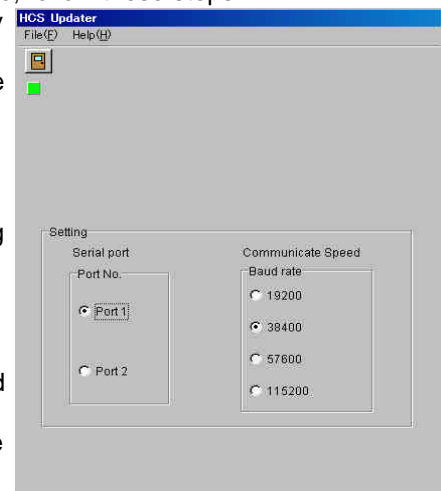 HCS Updater
File(F) Help(H)
Setting
Serial port Communicate Speed
Port No. Baud rate
19200
Port 1
38400
57600
Port 2
115200